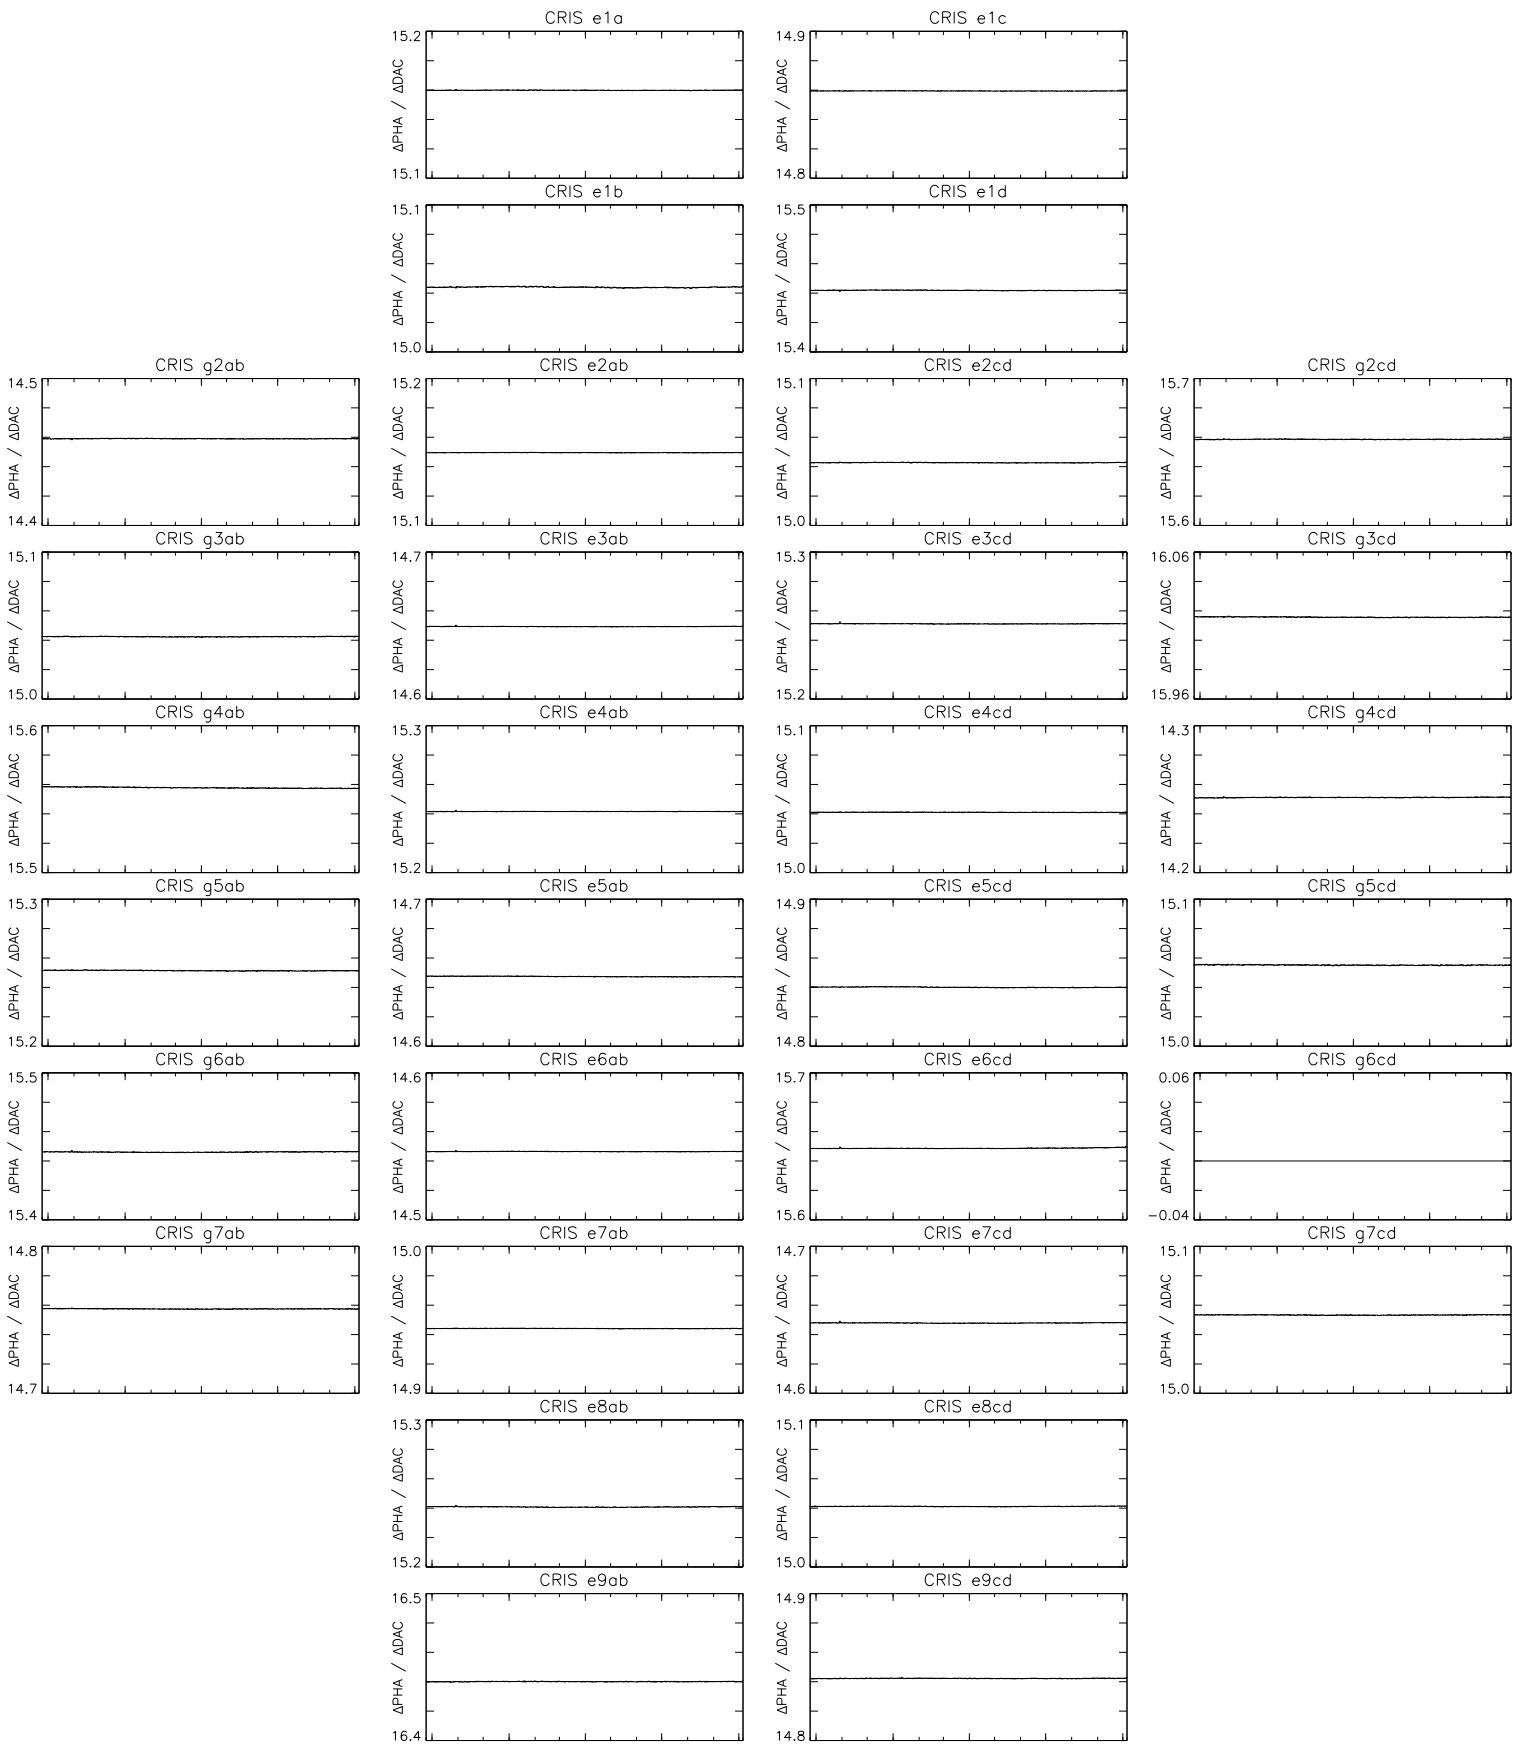 CRIS e1a
CRIS e1c
15.2
ΔPHA / ΔDAC
15.1
14.9
ΔPHA / ΔDAC
14.8
CRIS e1b
CRIS e1d
15.1
ΔPHA / ΔDAC
15.0
15.5
ΔPHA / ΔDAC
15.4
CRIS g2ab
CRIS e2ab
CRIS e2cd
CRIS g2cd
14.5
ΔPHA / ΔDAC
14.4
15.2
ΔPHA / ΔDAC
15.1
15.1
ΔPHA / ΔDAC
15.0
15.7
ΔPHA / ΔDAC
15.6
CRIS g3ab
CRIS e3ab
CRIS e3cd
CRIS g3cd
15.1
ΔPHA / ΔDAC
15.0
14.7
ΔPHA / ΔDAC
14.6
15.3
ΔPHA / ΔDAC
15.2
16.06
ΔPHA / ΔDAC
15.96
CRIS g4ab
CRIS e4ab
CRIS e4cd
CRIS g4cd
15.6
ΔPHA / ΔDAC
15.5
15.3
ΔPHA / ΔDAC
15.2
15.1
ΔPHA / ΔDAC
15.0
14.3
ΔPHA / ΔDAC
14.2
CRIS g5ab
CRIS e5ab
CRIS e5cd
CRIS g5cd
15.3
ΔPHA / ΔDAC
15.2
14.7
ΔPHA / ΔDAC
14.6
14.9
ΔPHA / ΔDAC
14.8
15.1
ΔPHA / ΔDAC
15.0
CRIS g6ab
CRIS e6ab
CRIS e6cd
CRIS g6cd
15.5
ΔPHA / ΔDAC
15.4
14.6
ΔPHA / ΔDAC
14.5
15.7
ΔPHA / ΔDAC
15.6
0.06
ΔPHA / ΔDAC
−0.04
CRIS g7ab
CRIS e7ab
CRIS e7cd
CRIS g7cd
14.8
ΔPHA / ΔDAC
14.7
15.0
ΔPHA / ΔDAC
14.9
14.7
ΔPHA / ΔDAC
14.6
15.1
ΔPHA / ΔDAC
15.0
CRIS e8ab
CRIS e8cd
15.3
ΔPHA / ΔDAC
15.2
15.1
ΔPHA / ΔDAC
15.0
CRIS e9ab
CRIS e9cd
16.5
ΔPHA / ΔDAC
16.4
14.9
ΔPHA / ΔDAC
14.8